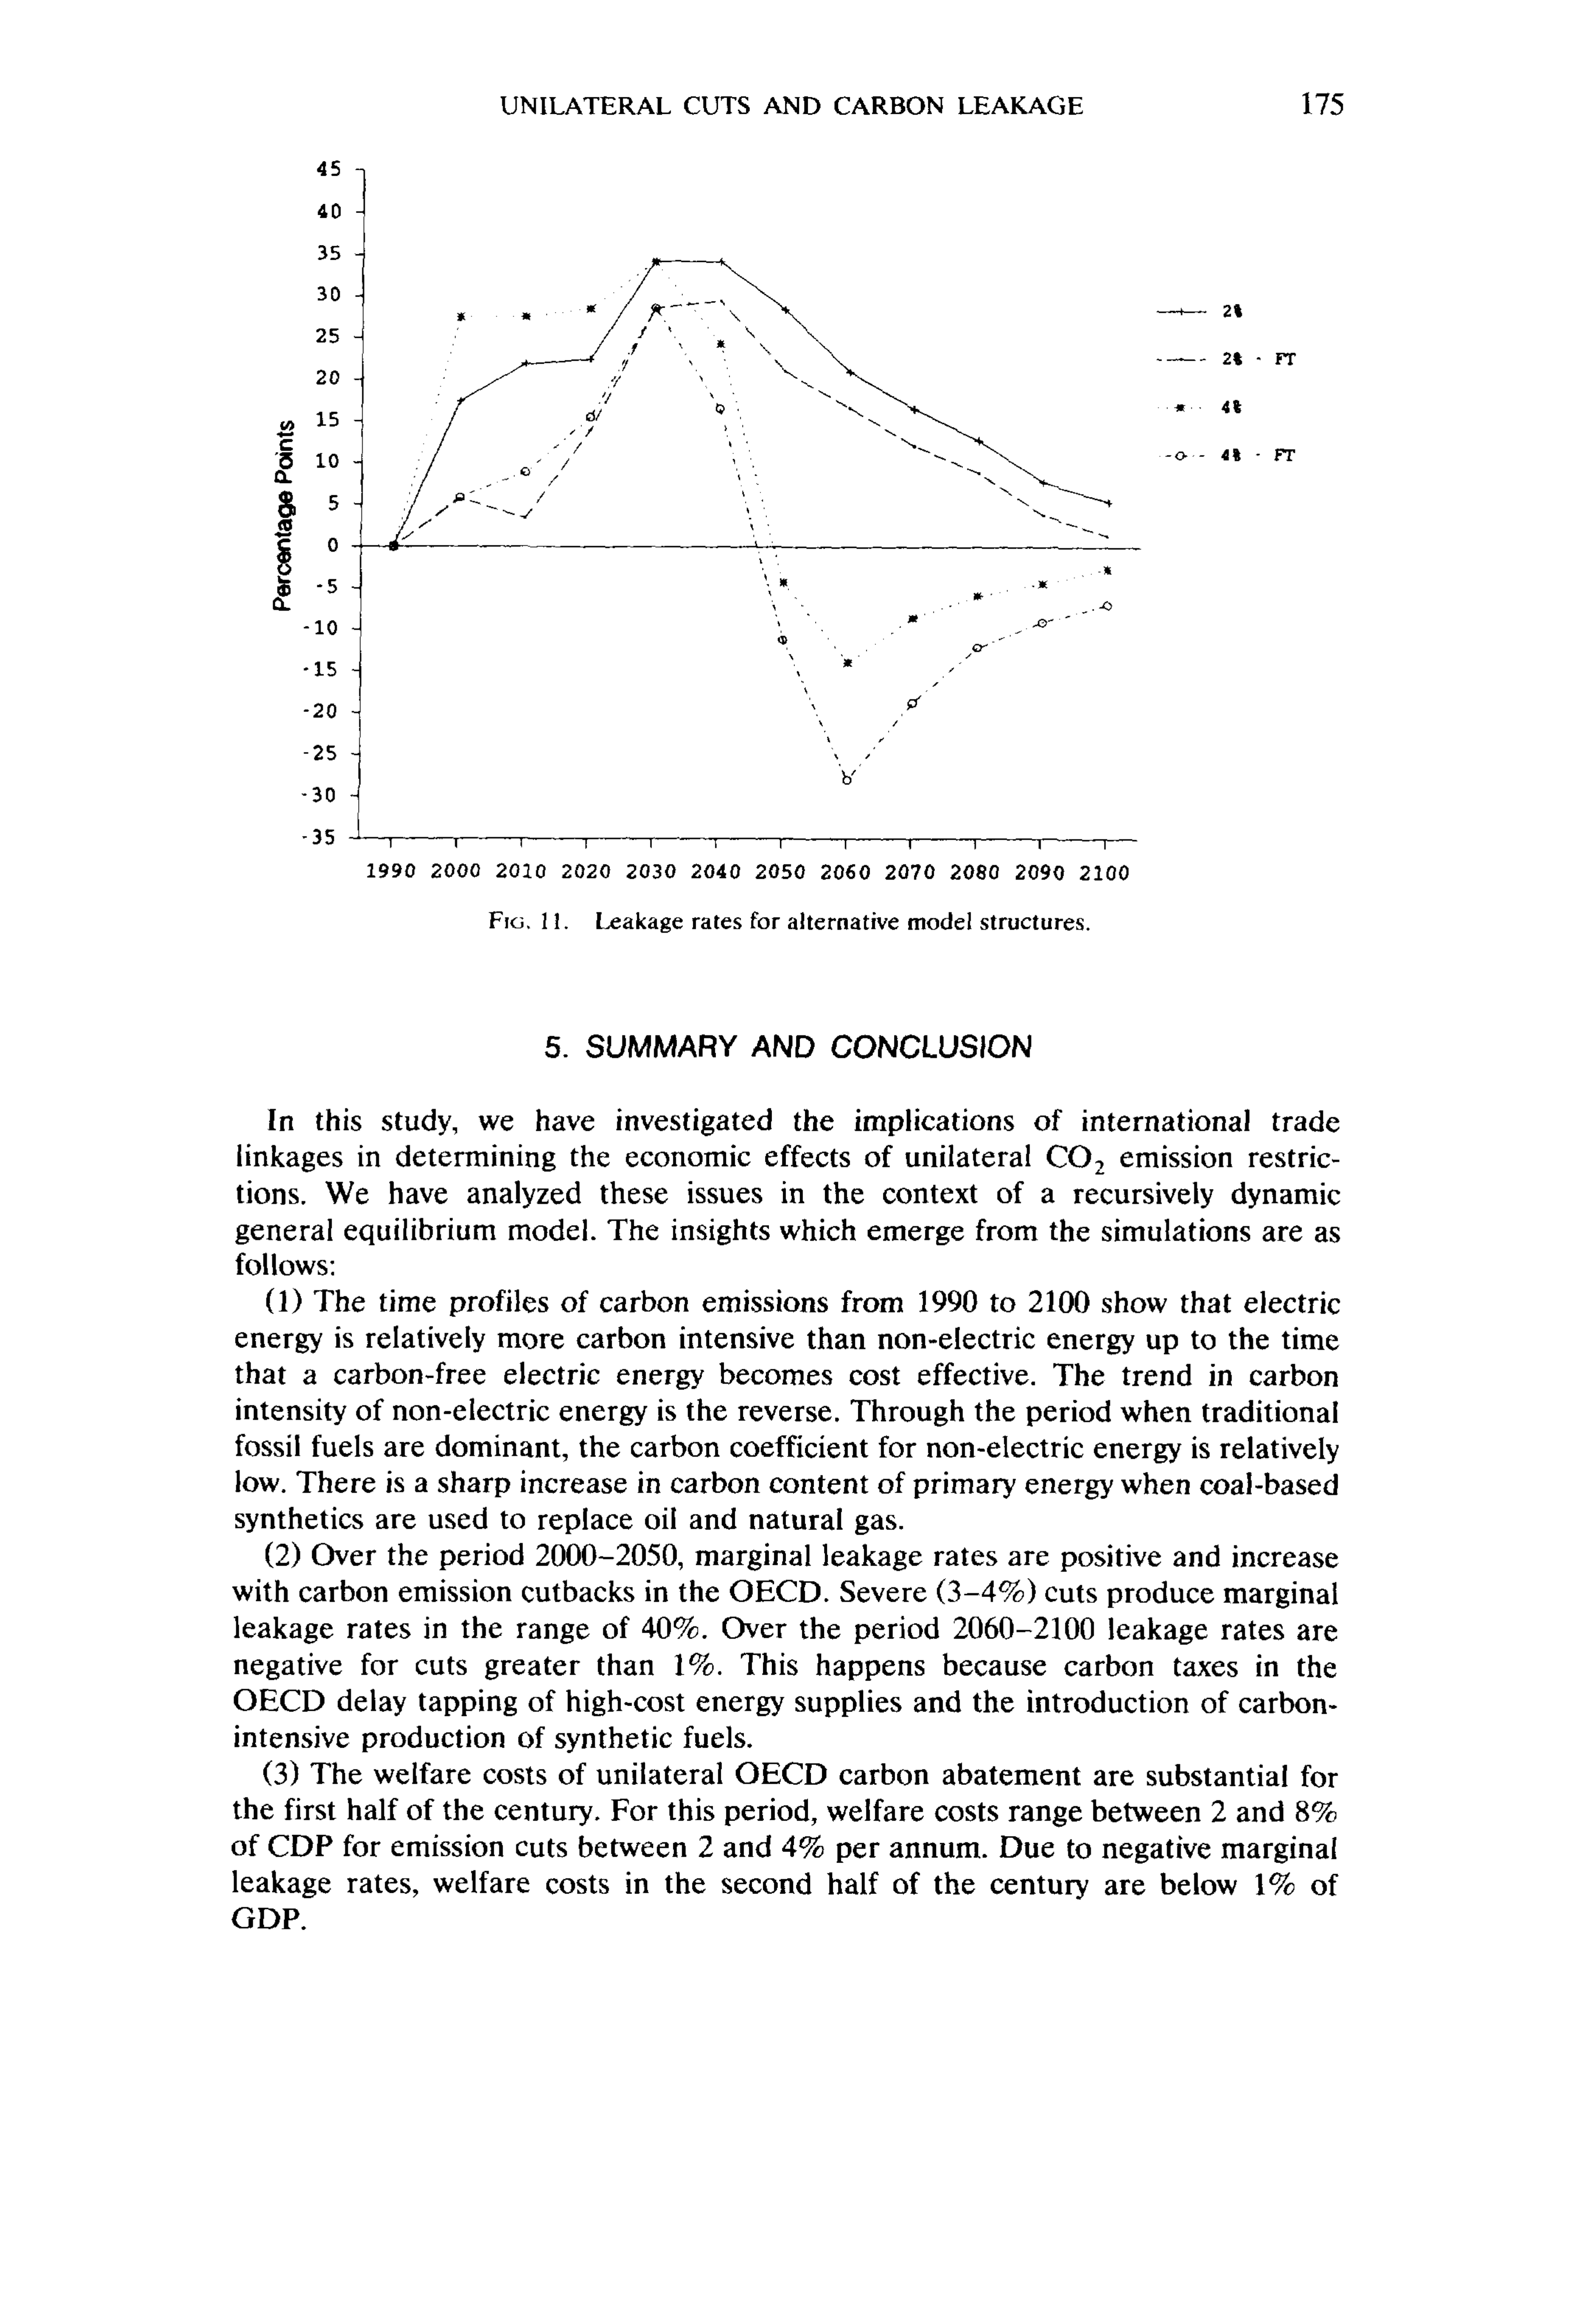 UNILATERAL CUTS AND CARBON LEAKAGE 175
45
40
35
30
25
20
15
10
5
0
-5
-10
-15
-20
-25
-30
-35
Percentage Points
2%
2% - FT
4%
4% - FT
1990 2000 2010 2020 2030 2040 2050 2060 2070 2080 2090 2100
FIG. 11. Leakage rates for alternative model structures.
5. SUMMARY AND CONCLUSION
In this study, we have investigated the implications of international trade
linkages in determining the economic effects of unilateral CO₂ emission restric-
tions. We have analyzed these issues in the context of a recursively dynamic
general equilibrium model. The insights which emerge from the simulations are as
follows:
(1) The time profiles of carbon emissions from 1990 to 2100 show that electric
energy is relatively more carbon intensive than non-electric energy up to the time
that a carbon-free electric energy becomes cost effective. The trend in carbon
intensity of non-electric energy is the reverse. Through the period when traditional
fossil fuels are dominant, the carbon coefficient for non-electric energy is relatively
low. There is a sharp increase in carbon content of primary energy when coal-based
synthetics are used to replace oil and natural gas.
(2) Over the period 2000–2050, marginal leakage rates are positive and increase
with carbon emission cutbacks in the OECD. Severe (3–4%) cuts produce marginal
leakage rates in the range of 40%. Over the period 2060–2100 leakage rates are
negative for cuts greater than 1%. This happens because carbon taxes in the
OECD delay tapping of high-cost energy supplies and the introduction of carbon-
intensive production of synthetic fuels.
(3) The welfare costs of unilateral OECD carbon abatement are substantial for
the first half of the century. For this period, welfare costs range between 2 and 8%
of CDP for emission cuts between 2 and 4% per annum. Due to negative marginal
leakage rates, welfare costs in the second half of the century are below 1% of
GDP.